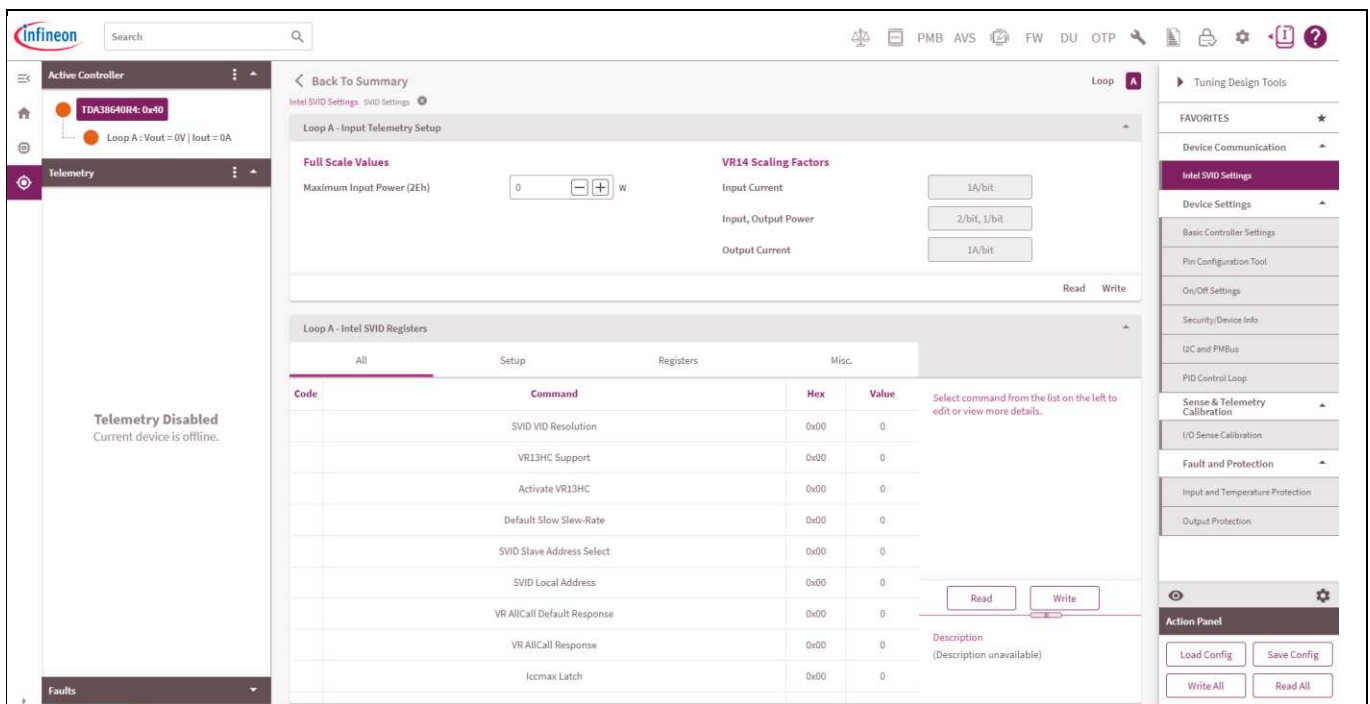 infineon
Search
PMB AVS FW DU OTP
Active Controller
TDA38640R4: 0x40
Loop A : Vout = 0V | Iout = 0A
Telemetry
Telemetry Disabled
Current device is offline.
Faults
Back To Summary
Loop A
Intel SVID Settings SVID Settings
Loop A - Input Telemetry Setup
Full Scale Values
Maximum Input Power (2Eh) 0 W
VR14 Scaling Factors
Input Current 1A/bit
Input, Output Power 2/bit, 1/bit
Output Current 1A/bit
Read Write
Loop A - Intel SVID Registers
All Setup Registers Misc.
Code Command Hex Value
SVID VID Resolution 0x00 0
VR13HC Support 0x00 0
Activate VR13HC 0x00 0
Default Slow Slew-Rate 0x00 0
SVID Slave Address Select 0x00 0
SVID Local Address 0x00 0
VR AllCall Default Response 0x00 0
VR AllCall Response 0x00 0
Iccmax Latch 0x00 0
Select command from the list on the left to
edit or view more details.
Read Write
Description
(Description unavailable)
Tuning Design Tools
FAVORITES
Device Communication
Intel SVID Settings
Device Settings
Basic Controller Settings
Pin Configuration Tool
On/Off Settings
Security/Device Info
I2C and PMBus
PID Control Loop
Sense & Telemetry
Calibration
I/O Sense Calibration
Fault and Protection
Input and Temperature Protection
Output Protection
Action Panel
Load Config Save Config
Write All Read All